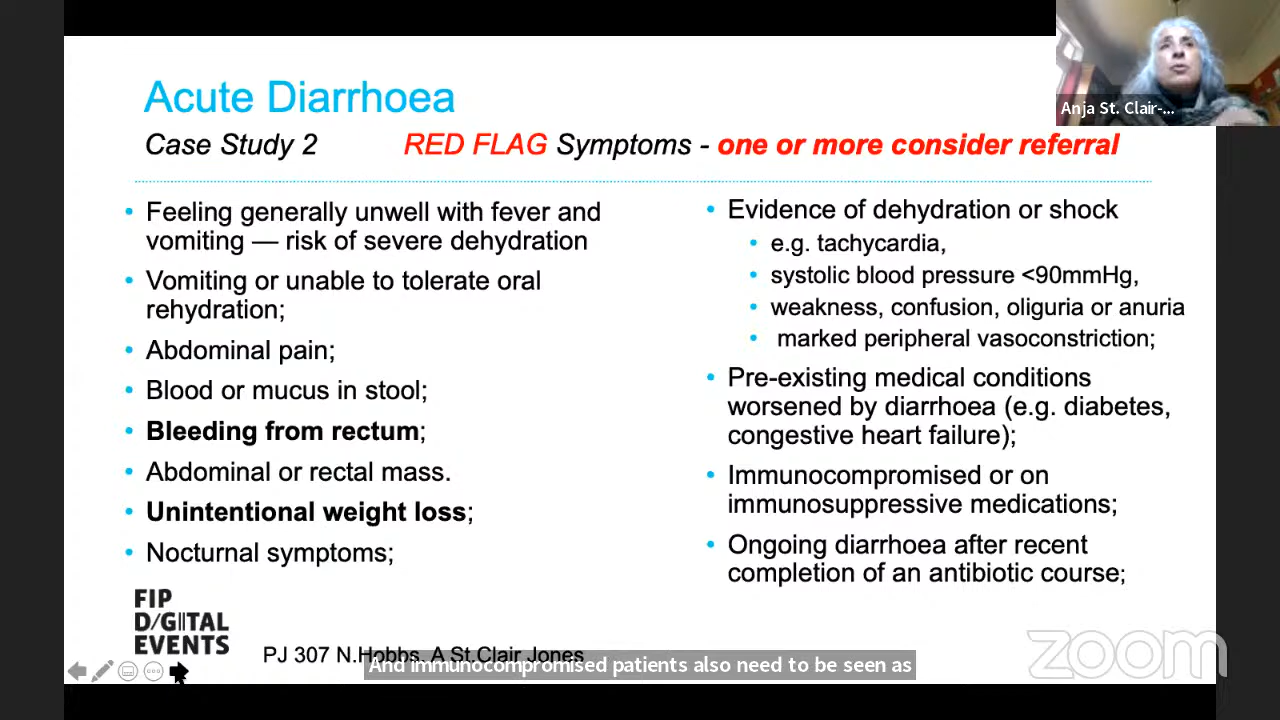 Acute Diarrhoea
Case Study 2 RED FLAG Symptoms - one or more consider referral
Feeling generally unwell with fever and
vomiting — risk of severe dehydration
Vomiting or unable to tolerate oral
rehydration;
Abdominal pain;
Blood or mucus in stool;
Bleeding from rectum;
Abdominal or rectal mass.
Unintentional weight loss;
Nocturnal symptoms;
Evidence of dehydration or shock
e.g. tachycardia,
systolic blood pressure <90mmHg,
weakness, confusion, oliguria or anuria
marked peripheral vasoconstriction;
Pre-existing medical conditions
worsened by diarrhoea (e.g. diabetes,
congestive heart failure);
Immunocompromised or on
immunosuppressive medications;
Ongoing diarrhoea after recent
completion of an antibiotic course;
FIP
D/GITAL
EVENTS
PJ 307 N.Hobbs, A St.Clair Jones
And immunocompromised patients also need to be seen as
Anja St. Clair-...
zoom